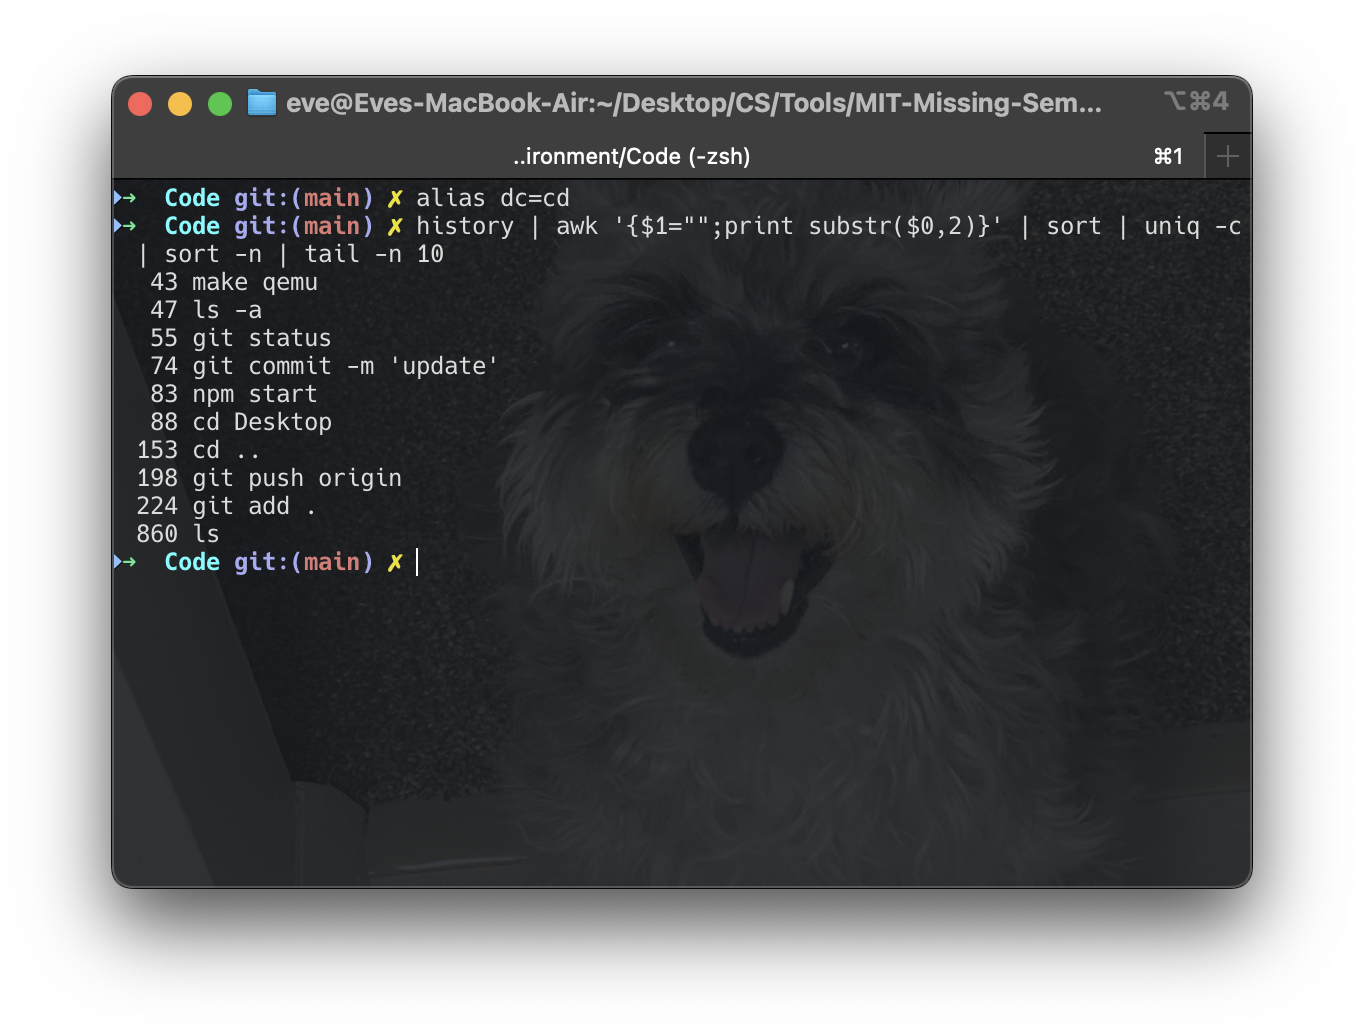 eve@Eves-MacBook-Air:~/Desktop/CS/Tools/MIT-Missing-Sem... ⌥⌘4
..ironment/Code (-zsh) ⌘1
➜ Code git:(main) ✗ alias dc=cd
➜ Code git:(main) ✗ history | awk '{$1="";print substr($0,2)}' | sort | uniq -c
| sort -n | tail -n 10
43 make qemu
47 ls -a
55 git status
74 git commit -m 'update'
83 npm start
88 cd Desktop
153 cd ..
198 git push origin
224 git add .
860 ls
➜ Code git:(main) ✗